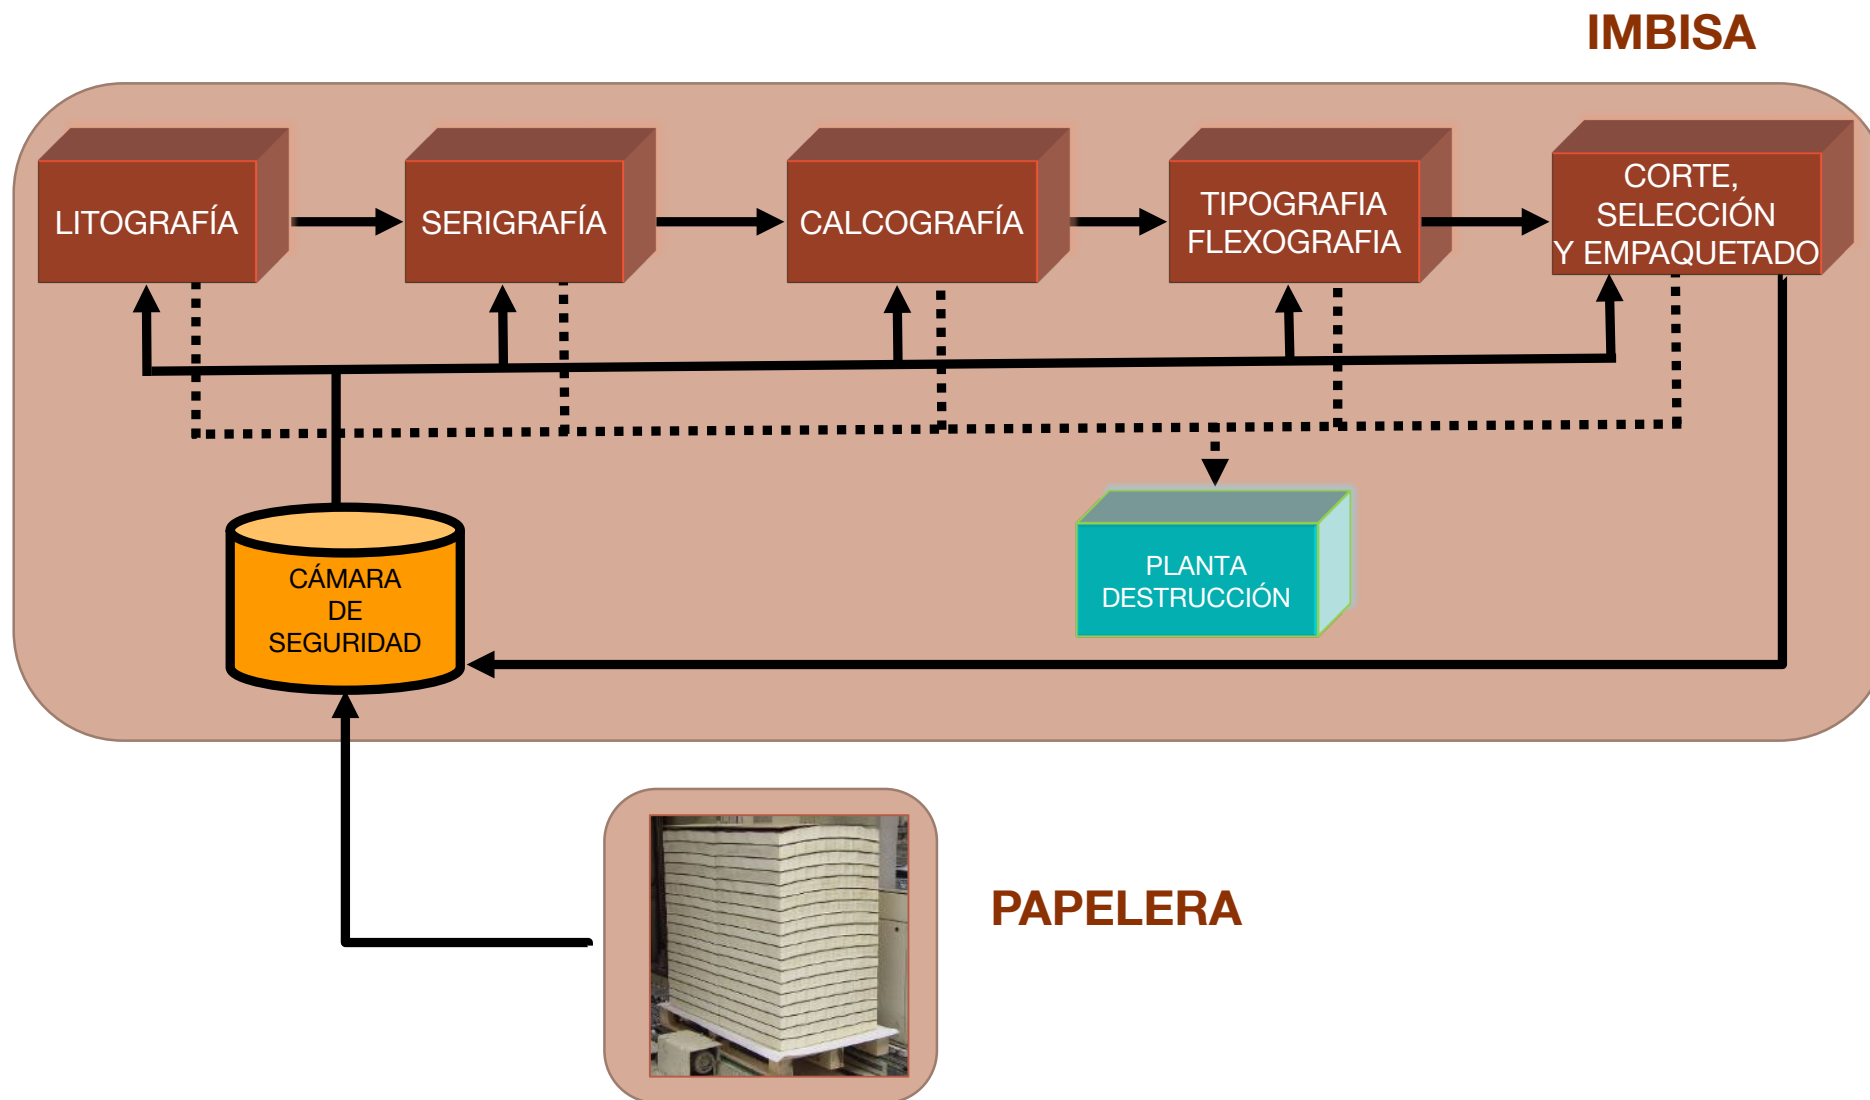 IMBISA
LITOGRAFÍA
SERIGRAFÍA
CALCOGRAFÍA
TIPOGRAFIA
FLEXOGRAFIA
CORTE,
SELECCIÓN
Y EMPAQUETADO
CÁMARA
DE
SEGURIDAD
PLANTA
DESTRUCCIÓN
PAPELERA